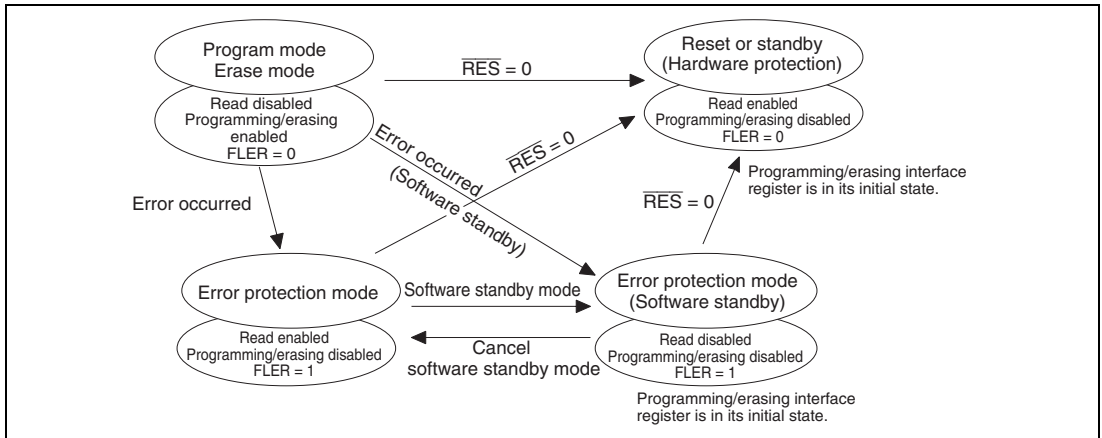 Program mode
Erase mode
Read disabled
Programming/erasing
enabled
FLER = 0
RES = 0
Reset or standby
(Hardware protection)
Read enabled
Programming/erasing disabled
FLER = 0
Programming/erasing interface
register is in its initial state.
Error occurred
(Software standby)
RES = 0
RES = 0
Error occurred
Error protection mode
Read enabled
Programming/erasing disabled
FLER = 1
Software standby mode
Cancel
software standby mode
Error protection mode
(Software standby)
Read disabled
Programming/erasing disabled
FLER = 1
Programming/erasing interface
register is in its initial state.